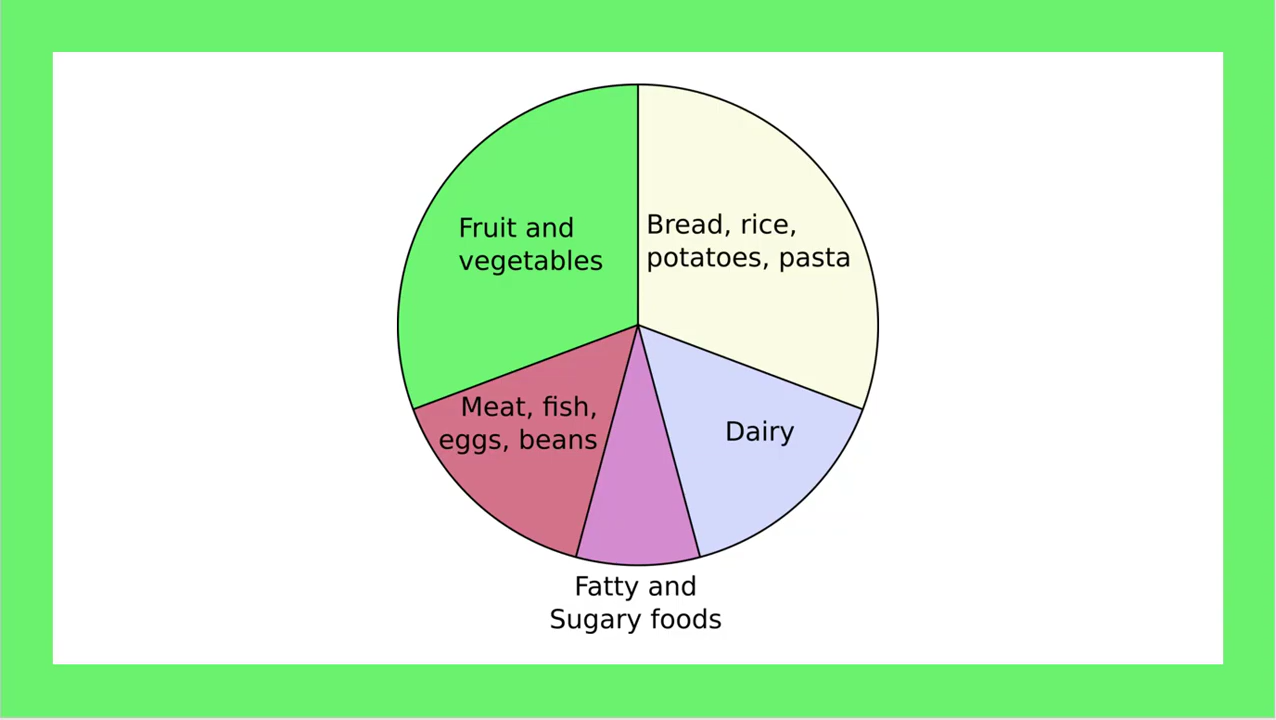 Fruit and
vegetables
Bread, rice,
potatoes, pasta
Meat, fish,
eggs, beans
Dairy
Fatty and
Sugary foods